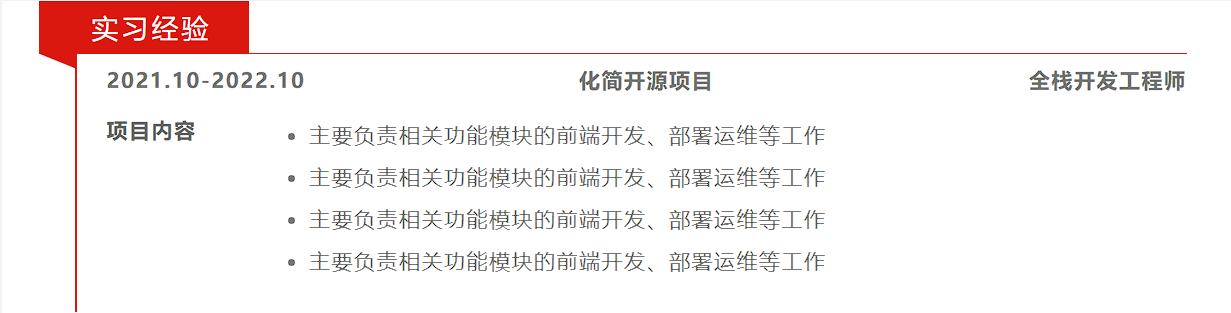 实习经验
2021.10-2022.10 化简开源项目 全栈开发工程师
项目内容
• 主要负责相关功能模块的前端开发、部署运维等工作
• 主要负责相关功能模块的前端开发、部署运维等工作
• 主要负责相关功能模块的前端开发、部署运维等工作
• 主要负责相关功能模块的前端开发、部署运维等工作